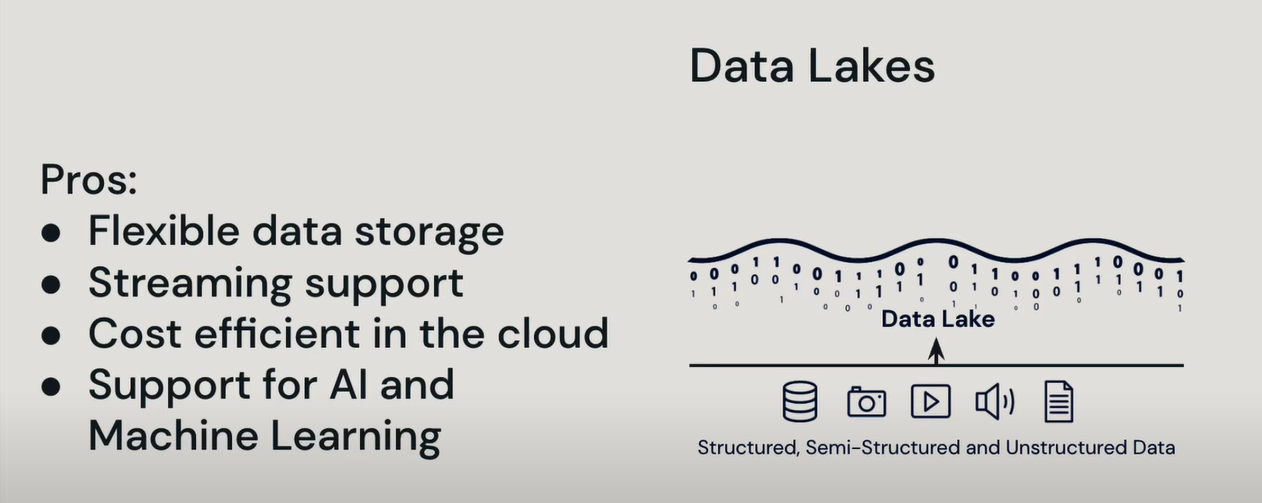 Data Lakes
Pros:
● Flexible data storage
● Streaming support
● Cost efficient in the cloud
● Support for AI and
Machine Learning
Data Lake
Structured, Semi-Structured and Unstructured Data